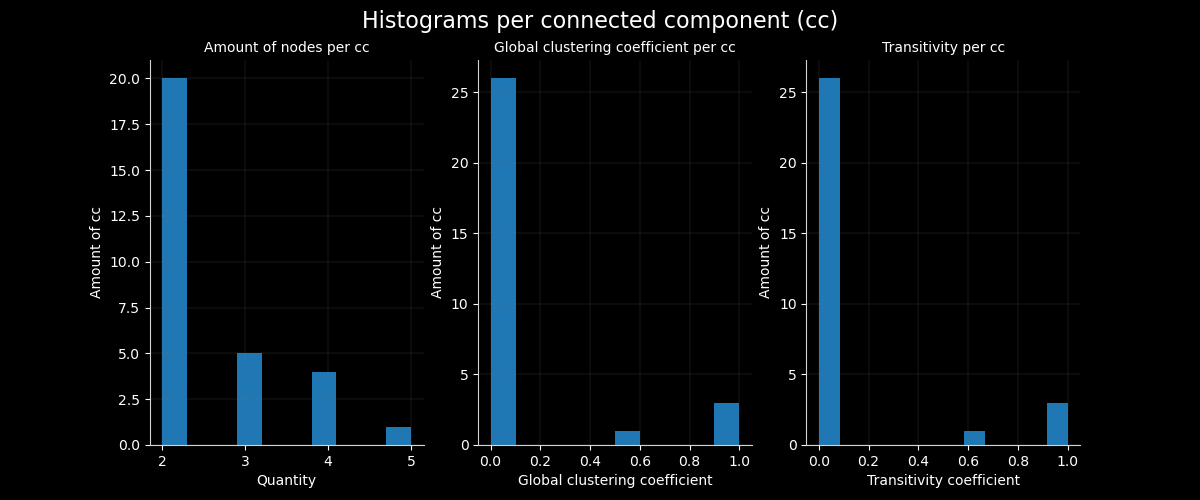 Histograms per connected component (cc)
Amount of nodes per cc
Amount of cc
20.0
17.5
15.0
12.5
10.0
7.5
5.0
2.5
0.0
2 3 4 5
Quantity
Global clustering coefficient per cc
Amount of cc
25
20
15
10
5
0
0.0 0.2 0.4 0.6 0.8 1.0
Global clustering coefficient
Transitivity per cc
Amount of cc
25
20
15
10
5
0
0.0 0.2 0.4 0.6 0.8 1.0
Transitivity coefficient